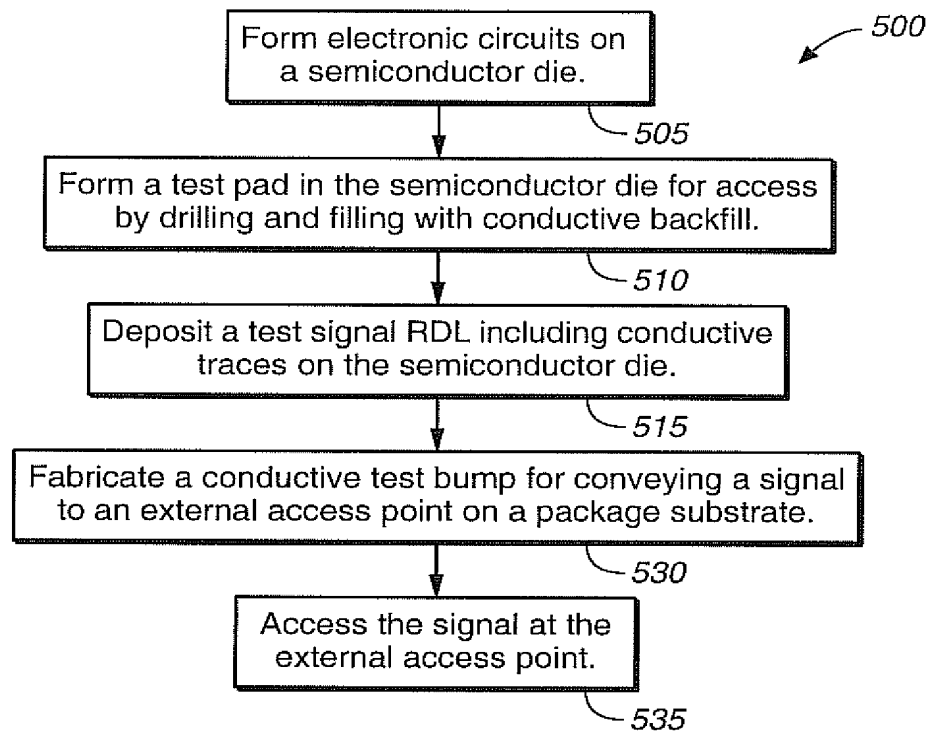 500
Form electronic circuits on
a semiconductor die.
505
Form a test pad in the semiconductor die for access
by drilling and filling with conductive backfill.
510
Deposit a test signal RDL including conductive
traces on the semiconductor die.
515
Fabricate a conductive test bump for conveying a signal
to an external access point on a package substrate.
530
Access the signal at the
external access point.
535